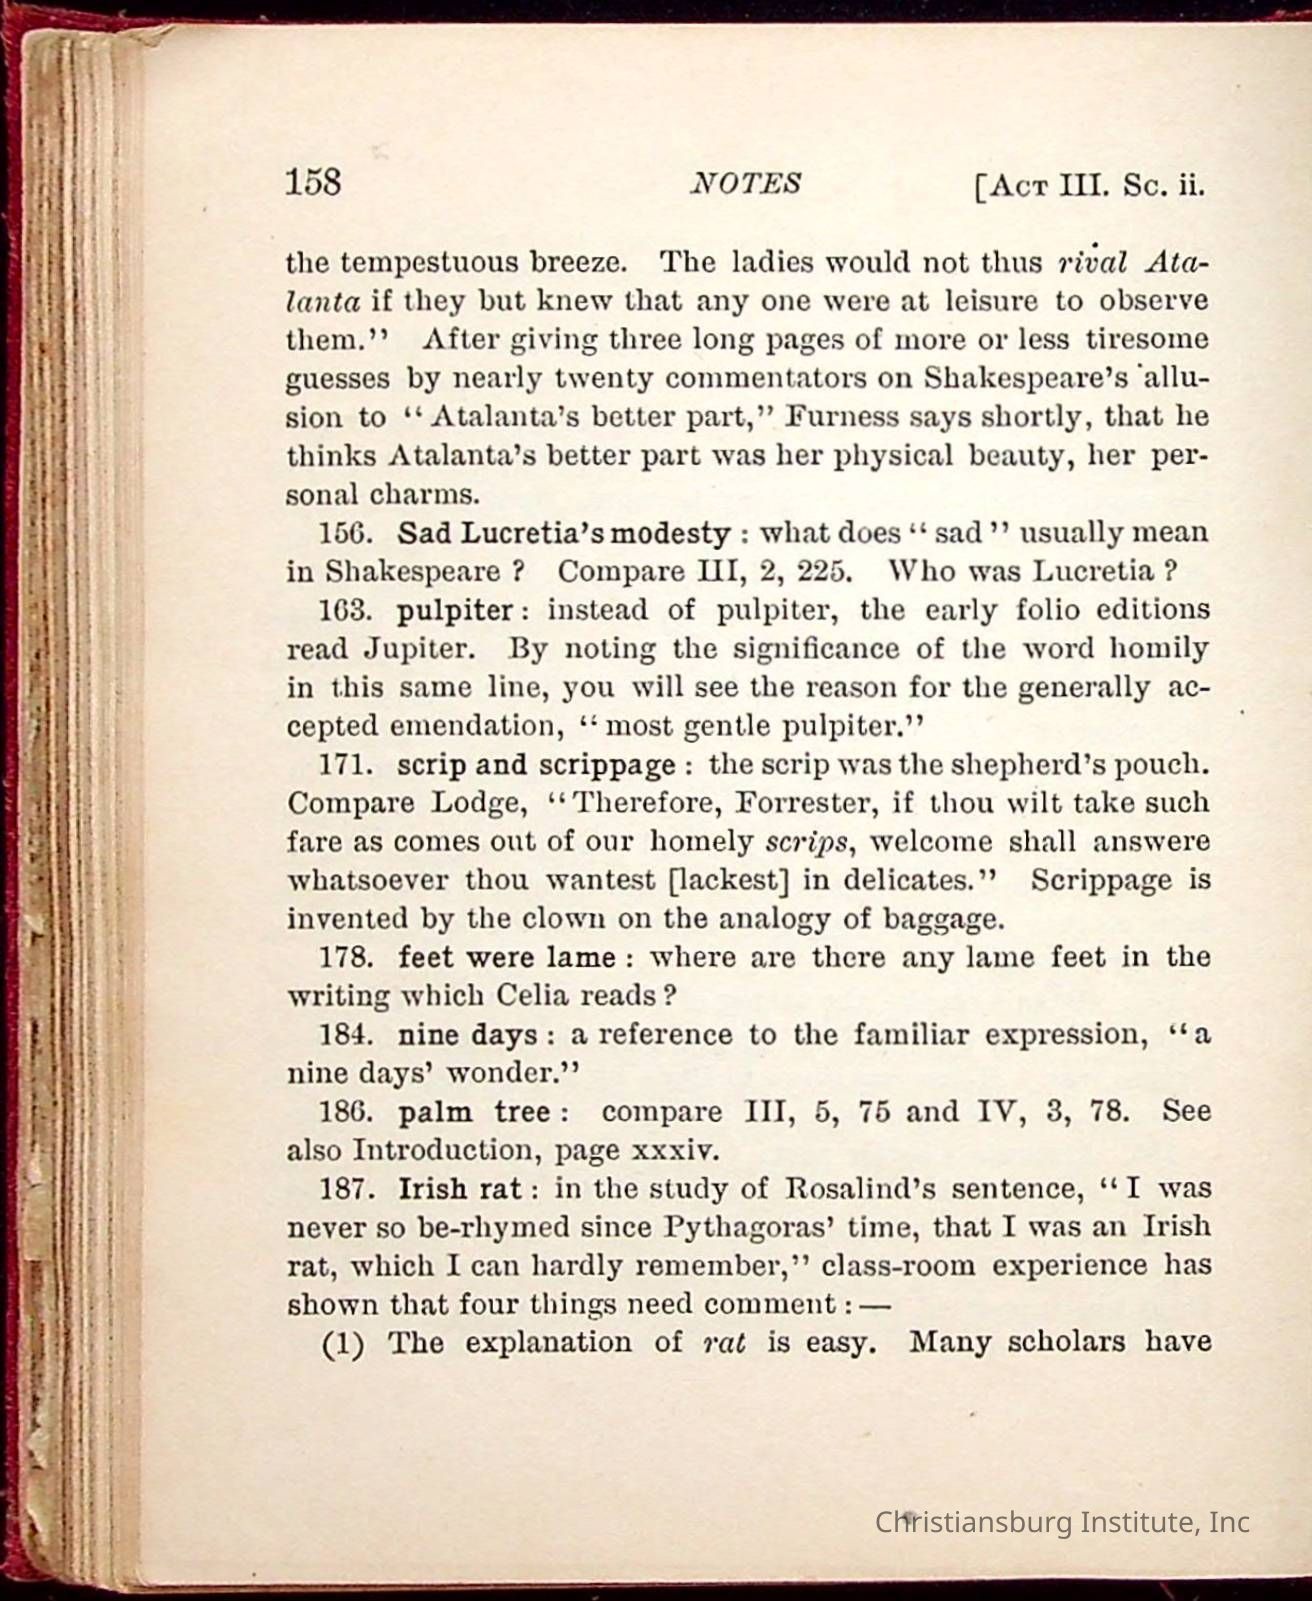 158 NOTES [ACT III. Sc. ii.
the tempestuous breeze. The ladies would not thus rival Ata-
lanta if they but knew that any one were at leisure to observe
them.” After giving three long pages of more or less tiresome
guesses by nearly twenty commentators on Shakespeare’s allu-
sion to “Atalanta’s better part,” Furness says shortly, that he
thinks Atalanta’s better part was her physical beauty, her per-
sonal charms.
156. Sad Lucretia’s modesty : what does “ sad ” usually mean
in Shakespeare ? Compare III, 2, 225. Who was Lucretia ?
163. pulpiter : instead of pulpiter, the early folio editions
read Jupiter. By noting the significance of the word homily
in this same line, you will see the reason for the generally ac-
cepted emendation, “ most gentle pulpiter.”
171. scrip and scrippage : the scrip was the shepherd’s pouch.
Compare Lodge, “Therefore, Forrester, if thou wilt take such
fare as comes out of our homely scrips, welcome shall answere
whatsoever thou wantest [lackest] in delicates.” Scrippage is
invented by the clown on the analogy of baggage.
178. feet were lame : where are there any lame feet in the
writing which Celia reads ?
184. nine days : a reference to the familiar expression, “a
nine days’ wonder.”
186. palm tree : compare III, 5, 75 and IV, 3, 78. See
also Introduction, page xxxiv.
187. Irish rat : in the study of Rosalind’s sentence, “ I was
never so be-rhymed since Pythagoras’ time, that I was an Irish
rat, which I can hardly remember,” class-room experience has
shown that four things need comment : —
(1) The explanation of rat is easy. Many scholars have
Christiansburg Institute, Inc